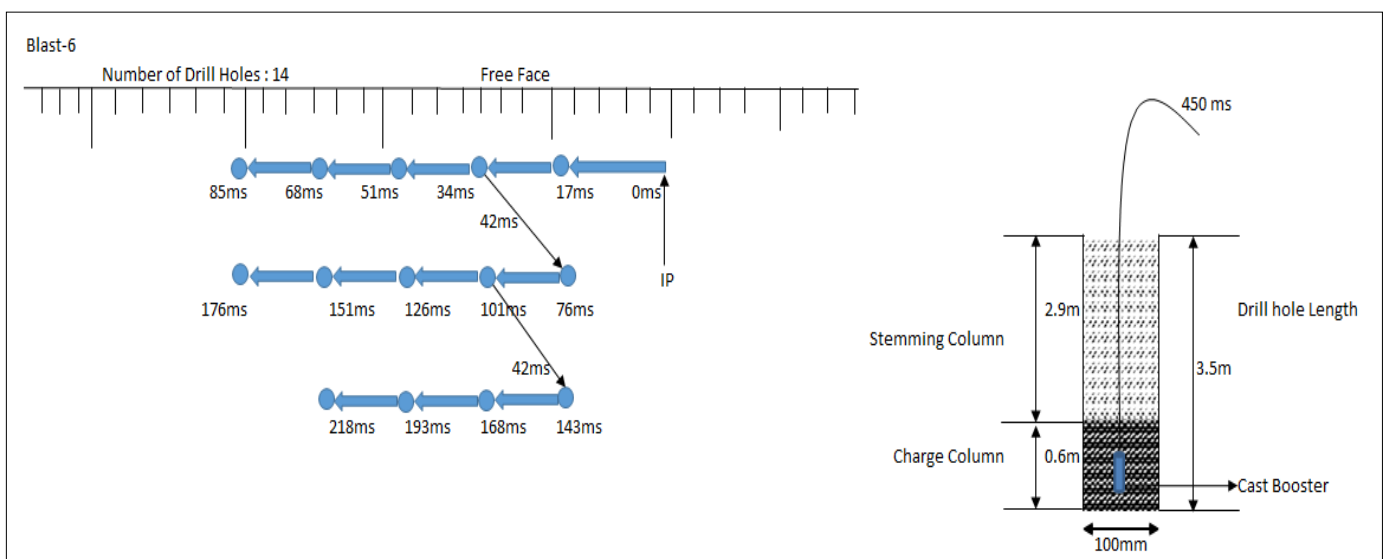 Blast-6
Number of Drill Holes : 14
Free Face
85ms
68ms
51ms
34ms
17ms
0ms
42ms
IP
176ms
151ms
126ms
101ms
76ms
42ms
218ms
193ms
168ms
143ms
450 ms
2.9m
Drill hole Length
Stemming Column
3.5m
Charge Column
0.6m
Cast Booster
100mm